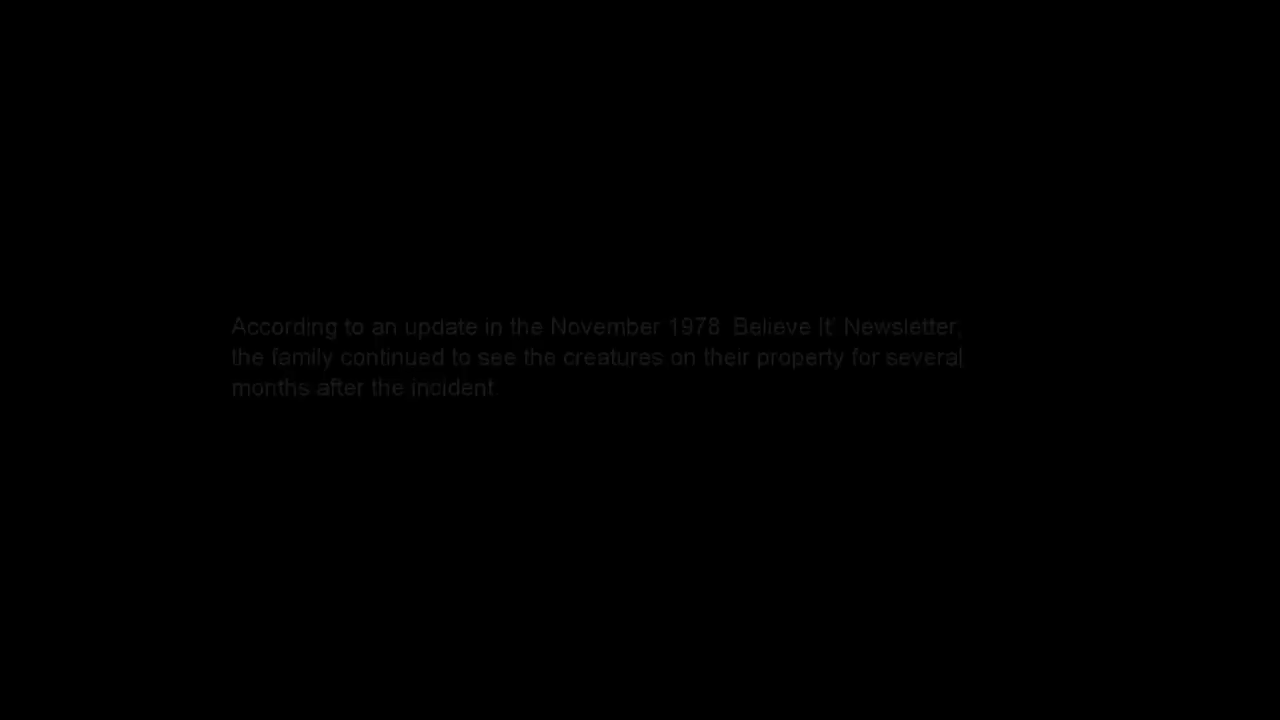 According to an update in the November 1978 'Believe It' Newsletter,
the family continued to see the creatures on their property for several
months after the incident.